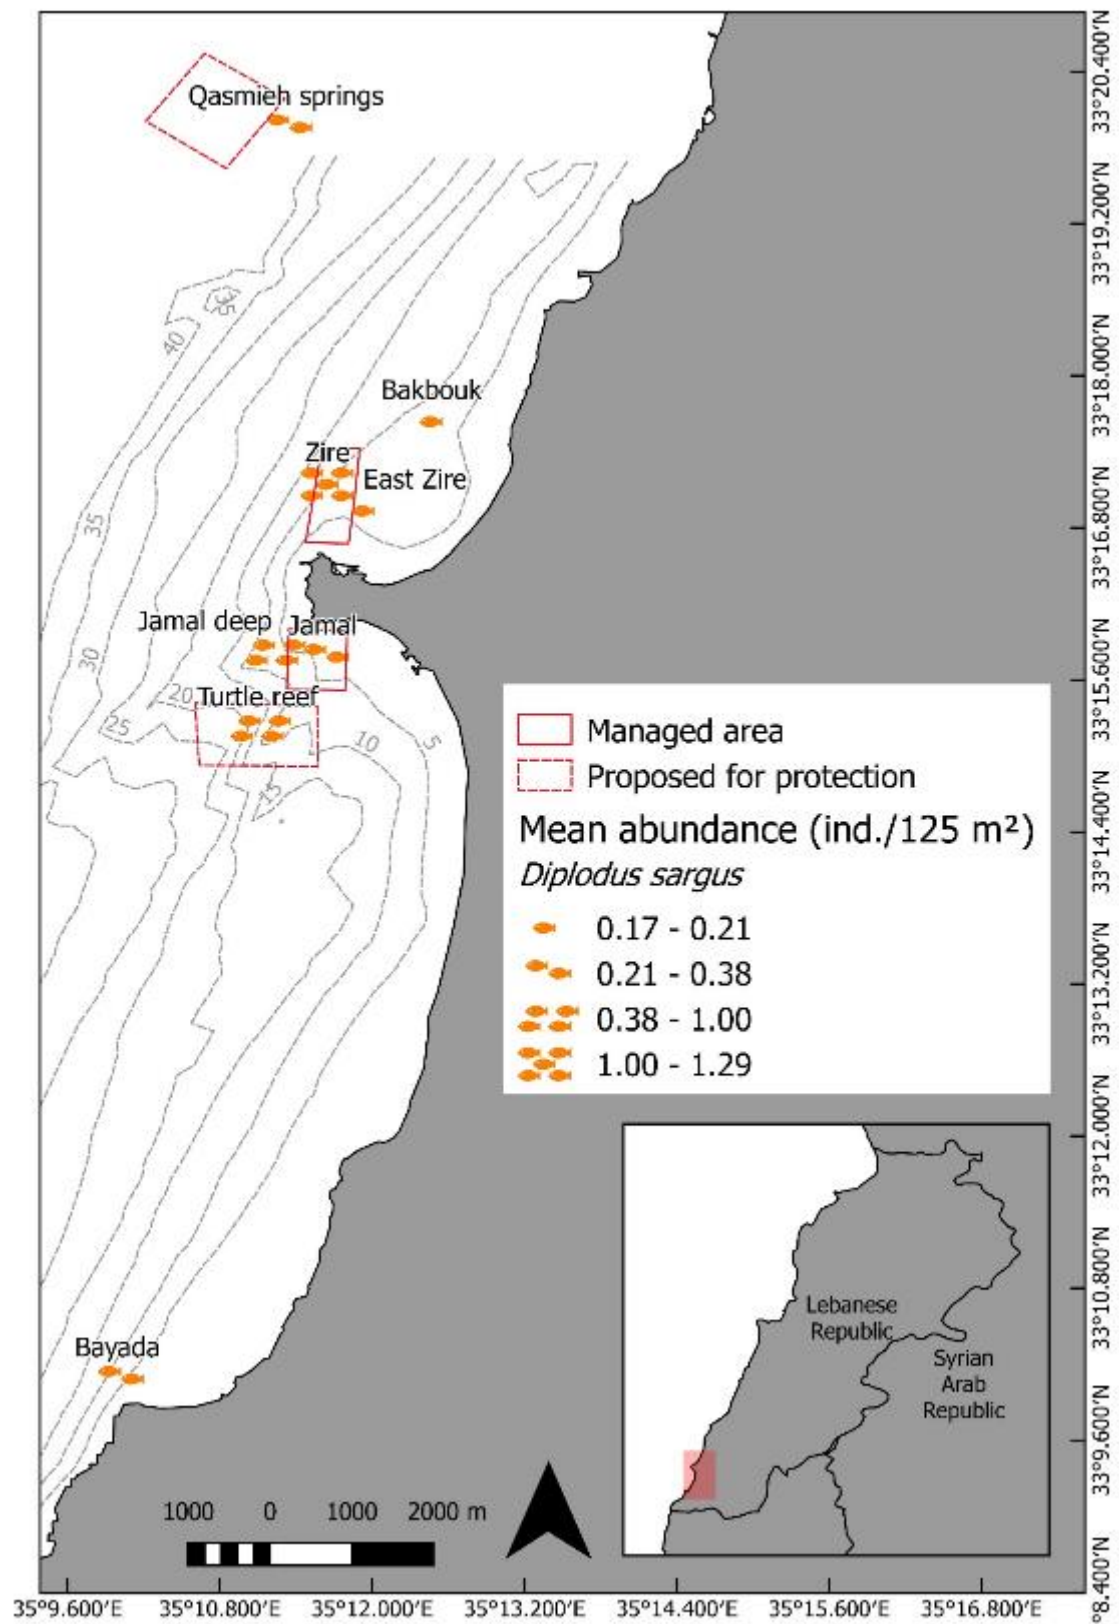 Qasmieh springs
35
40
Bakbouk
Zire
East Zire
35
Jamal deep
Jamal
30
20
Turtle reef
25
10
5
Managed area
Proposed for protection
Mean abundance (ind./125 m²)
Diplodus sargus
0.17 - 0.21
0.21 - 0.38
0.38 - 1.00
1.00 - 1.29
Lebanese
Republic
Syrian
Arab
Republic
Bayada
1000 0 1000 2000 m
33°20.400'N
33°19.200'N
33°18.000'N
33°16.800'N
33°15.600'N
33°14.400'N
33°13.200'N
33°12.000'N
33°10.800'N
33°9.600'N
8.400'N
35°9.600'E 35°10.800'E 35°12.000'E 35°13.200'E 35°14.400'E 35°15.600'E 35°16.800'E